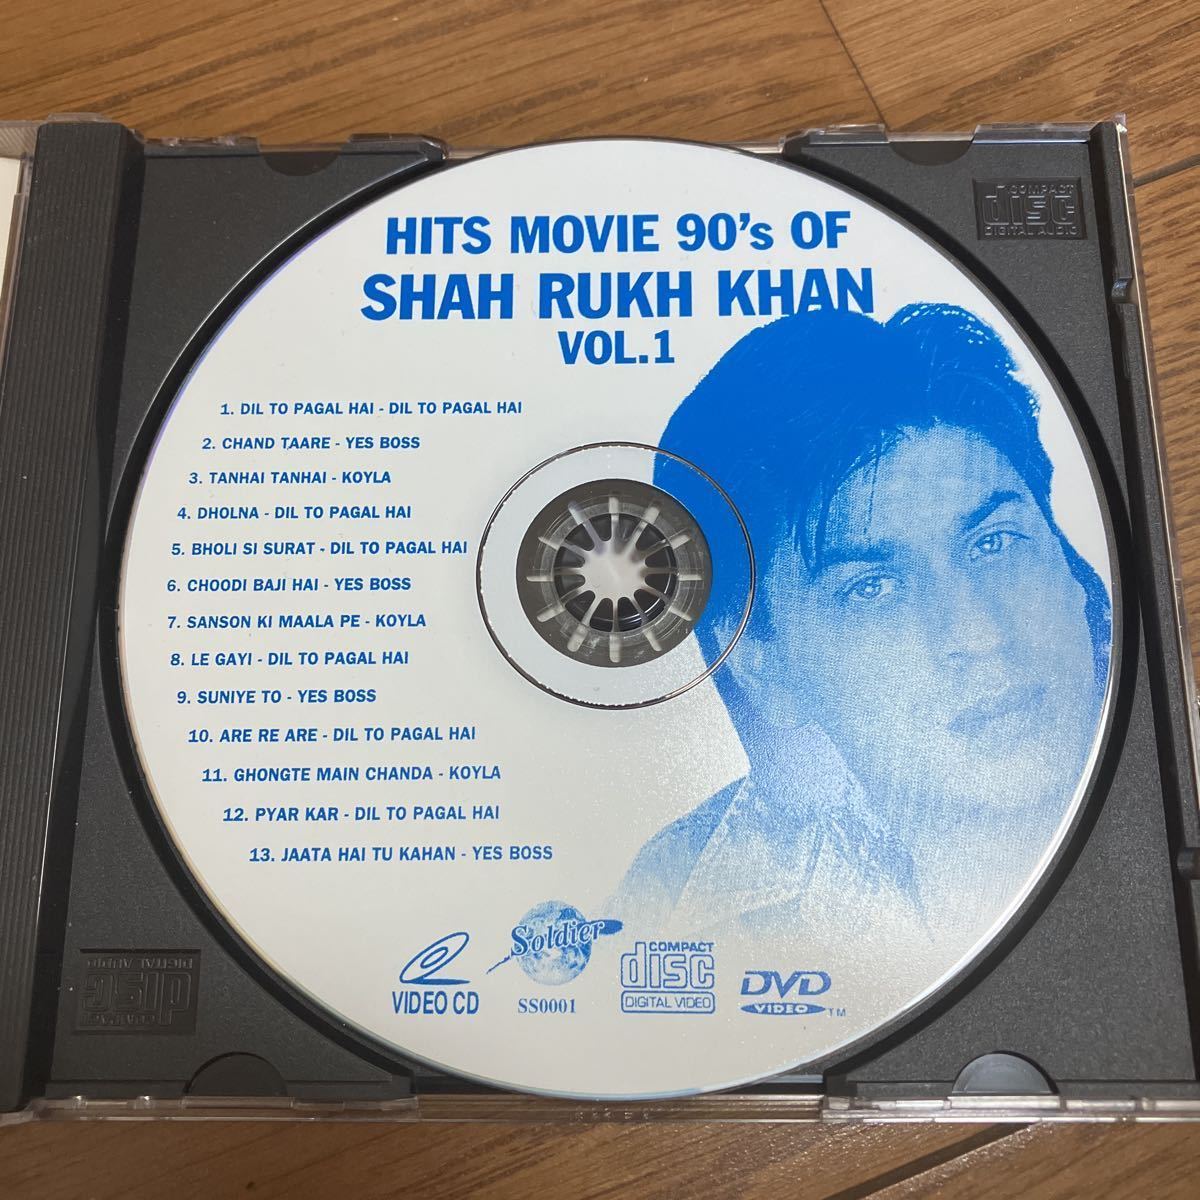 HITS MOVIE 90's OF
SHAH RUKH KHAN
VOL.1
1. DIL TO PAGAL HAI - DIL TO PAGAL HAI
2. CHAND TAARE - YES BOSS
3. TANHAI TANHAI - KOYLA
4. DHOLNA - DIL TO PAGAL HAI
5. BHOLI SI SURAT - DIL TO PAGAL HAI
6. CHOODI BAJI HAI - YES BOSS
7. SANSON KI MAALA PE - KOYLA
8. LE GAYI - DIL TO PAGAL HAI
9. SUNIYE TO - YES BOSS
10. ARE RE ARE - DIL TO PAGAL HAI
11. GHONGTE MAIN CHANDA - KOYLA
12. PYAR KAR - DIL TO PAGAL HAI
13. JAATA HAI TU KAHAN - YES BOSS
VIDEO CD
Soldier
SS0001
COMPACT
disc
DIGITAL VIDEO
DVD
VIDEO
TM
COMPACT
disc
DIGITAL AUDIO
COMPACT
disc
DIGITAL AUDIO